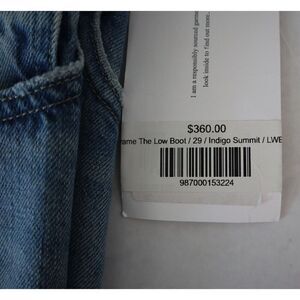 I am a responsibly sourced garment
look inside to find out more.
$360.00
rame The Low Boot / 29 / Indigo Summit / LWE
987000153224